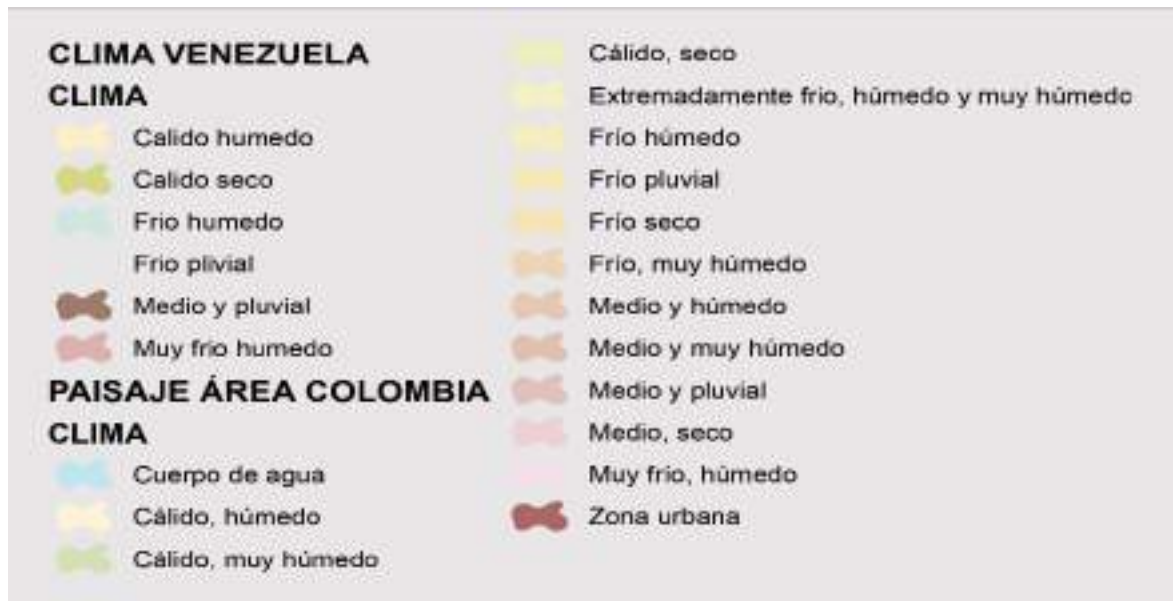 CLIMA VENEZUELA
CLIMA
Calido humedo
Calido seco
Frio humedo
Frio plivial
Medio y pluvial
Muy frio humedo
PAISAJE ÁREA COLOMBIA
CLIMA
Cuerpo de agua
Cálido, húmedo
Cálido, muy húmedo
Cálido, seco
Extremadamente frio, húmedo y muy húmedo
Frío húmedo
Frío pluvial
Frío seco
Frío, muy húmedo
Medio y húmedo
Medio y muy húmedo
Medio y pluvial
Medio, seco
Muy frío, húmedo
Zona urbana